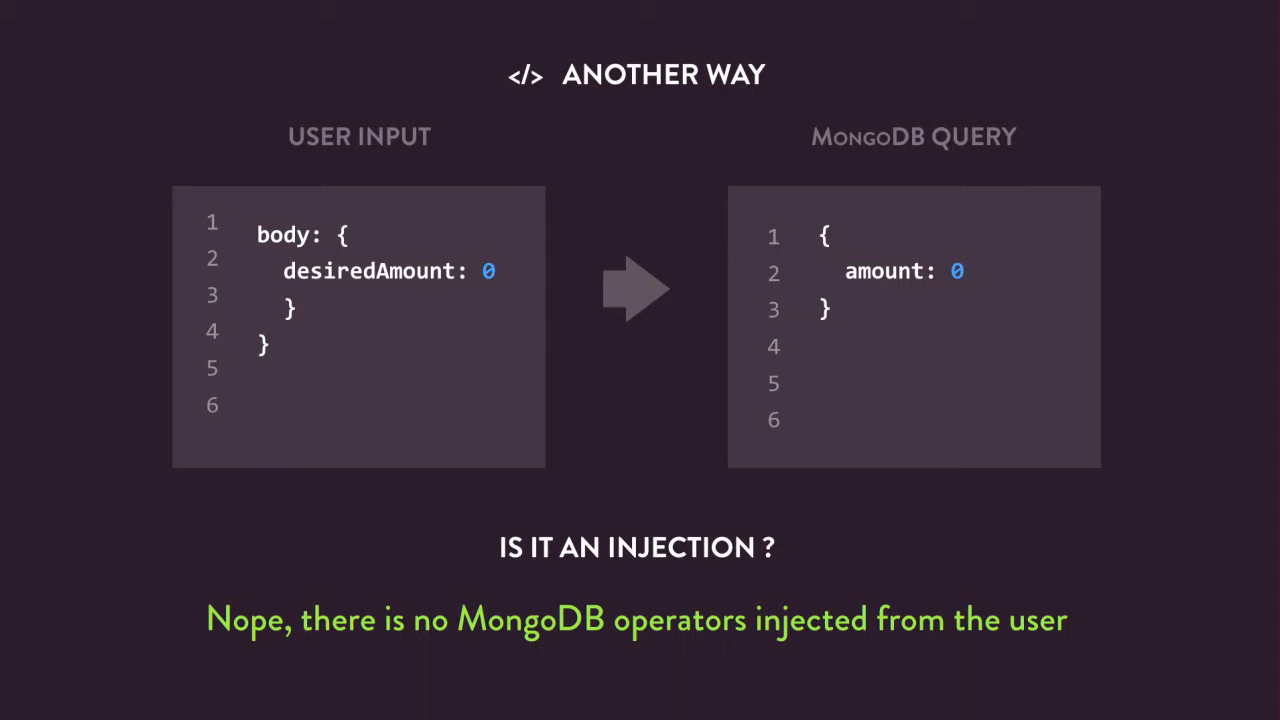 </> ANOTHER WAY
USER INPUT
MongoDB QUERY
1
2
3
4
5
6
body: {
  desiredAmount: 0
  }
}
1
2
3
4
5
6
{
  amount: 0
}
IS IT AN INJECTION ?
Nope, there is no MongoDB operators injected from the user